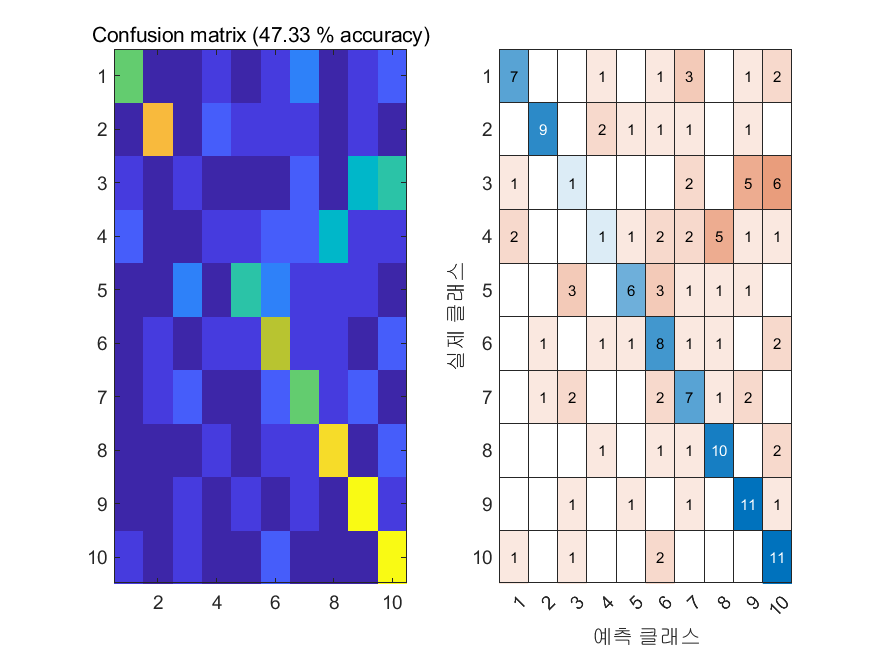 Confusion matrix (47.33 % accuracy)
1
2
3
4
5
6
7
8
9
10
2 4 6 8 10
실제 클래스
1 7 1 1 3 1 2
2 9 2 1 1 1 1
3 1 1 2 5 6
4 2 1 1 2 2 5 1 1
5 3 6 3 1 1 1
6 1 1 1 8 1 1 2
7 1 2 2 7 1 2
8 1 1 1 10 2
9 1 1 1 11 1
10 1 1 2 11
1 2 3 4 5 6 7 8 9 10
예측 클래스